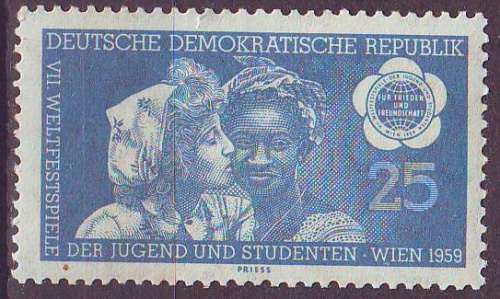 DEUTSCHE DEMOKRATISCHE REPUBLIK
VII. WELTFESTSPIELE
DER JUGEND UND STUDENTEN · WIEN 1959
FÜR FRIEDEN
UND
FREUNDSCHAFT
WIEN 1959
25
PRIESS